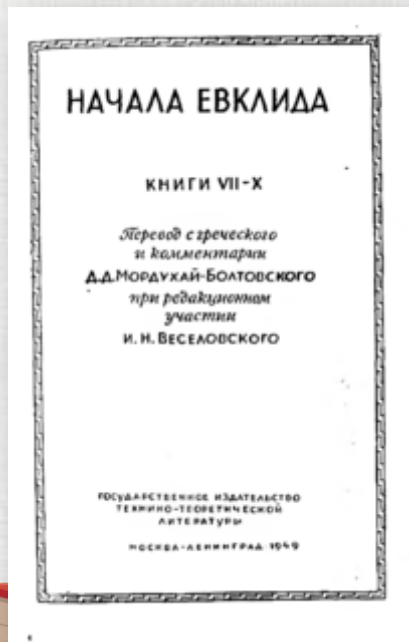 НАЧАЛА ЕВКЛИДА
КНИГИ VII-X
Перевод с греческого
и комментарии
Д.Д.МОРДУХАЙ-БОЛТОВСКОГО
при редакционном
участии
И. Н. ВЕСЕЛОВСКОГО
ГОСУДАРСТВЕННОЕ ИЗДАТЕЛЬСТВО
ТЕХНИКО-ТЕОРЕТИЧЕСКОЙ
ЛИТЕРАТУРЫ
МОСКВА-ЛЕНИНГРАД 1949